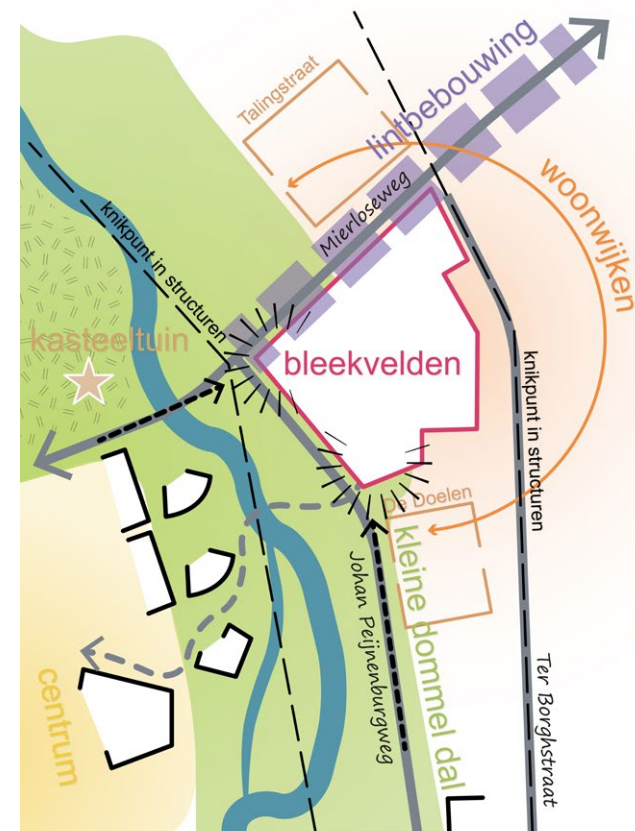 Talingstraat
lintbebouwing
Mierloseweg
woonwijken
knikpunt in structuren
kasteeltuin
bleekvelden
knikpunt in structuren
De Doelen
kleine dommel dal
Johan Peijnenburgweg
centrum
Ter Borghstraat